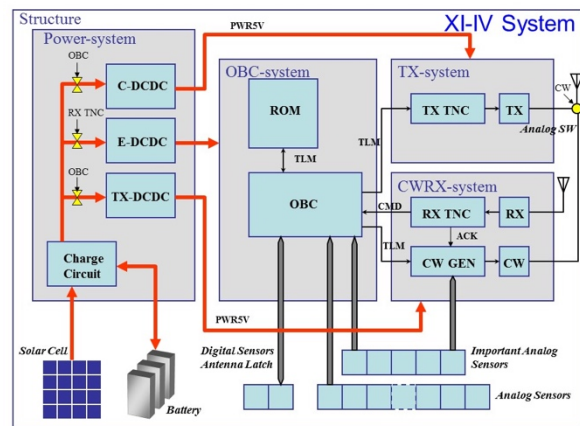 Structure
XI-IV System
Power-system
PWR5V
OBC
C-DCDC
RX TNC
E-DCDC
OBC
TX-DCDC
Charge
Circuit
Solar Cell
Battery
OBC-system
ROM
TLM
OBC
TLM
CMD
TLM
PWR5V
TX-system
TX TNC
TX
CW
Analog SW
CWRX-system
RX TNC
RX
ACK
CW GEN
CW
Digital Sensors
Antenna Latch
Important Analog
Sensors
Analog Sensors